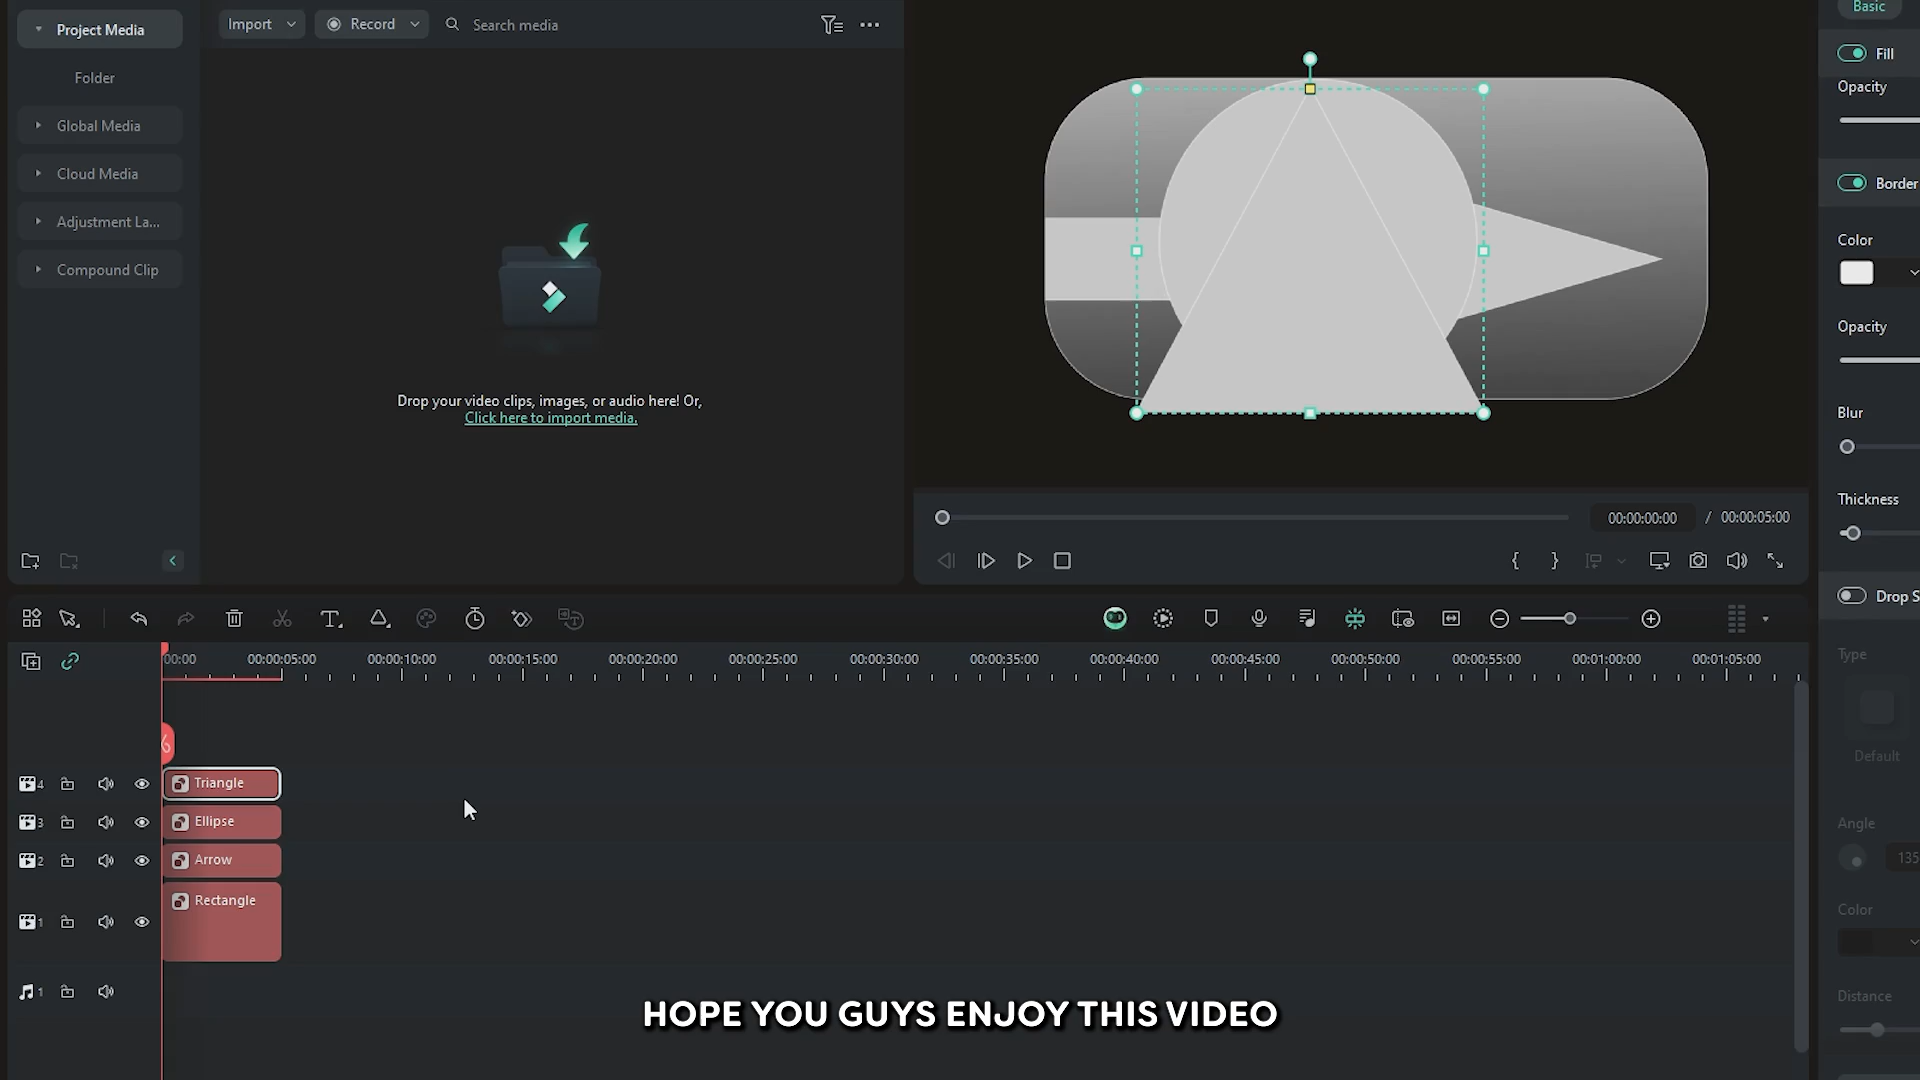 Project Media
Import
Record
Search media
Folder
Global Media
Cloud Media
Adjustment La...
Compound Clip
Drop your video clips, images, or audio here! Or,
Click here to import media.
Basic
Fill
Opacity
Border
Color
Opacity
Blur
Thickness
Drop S
Type
Default
Angle
135
Color
Distance
00:00:00:00 / 00:00:05:00
00:00 00:00:05:00 00:00:10:00 00:00:15:00 00:00:20:00 00:00:25:00 00:00:30:00 00:00:35:00 00:00:40:00 00:00:45:00 00:00:50:00 00:00:55:00 00:01:00:00 00:01:05:00
4 Triangle
3 Ellipse
2 Arrow
1 Rectangle
1
HOPE YOU GUYS ENJOY THIS VIDEO